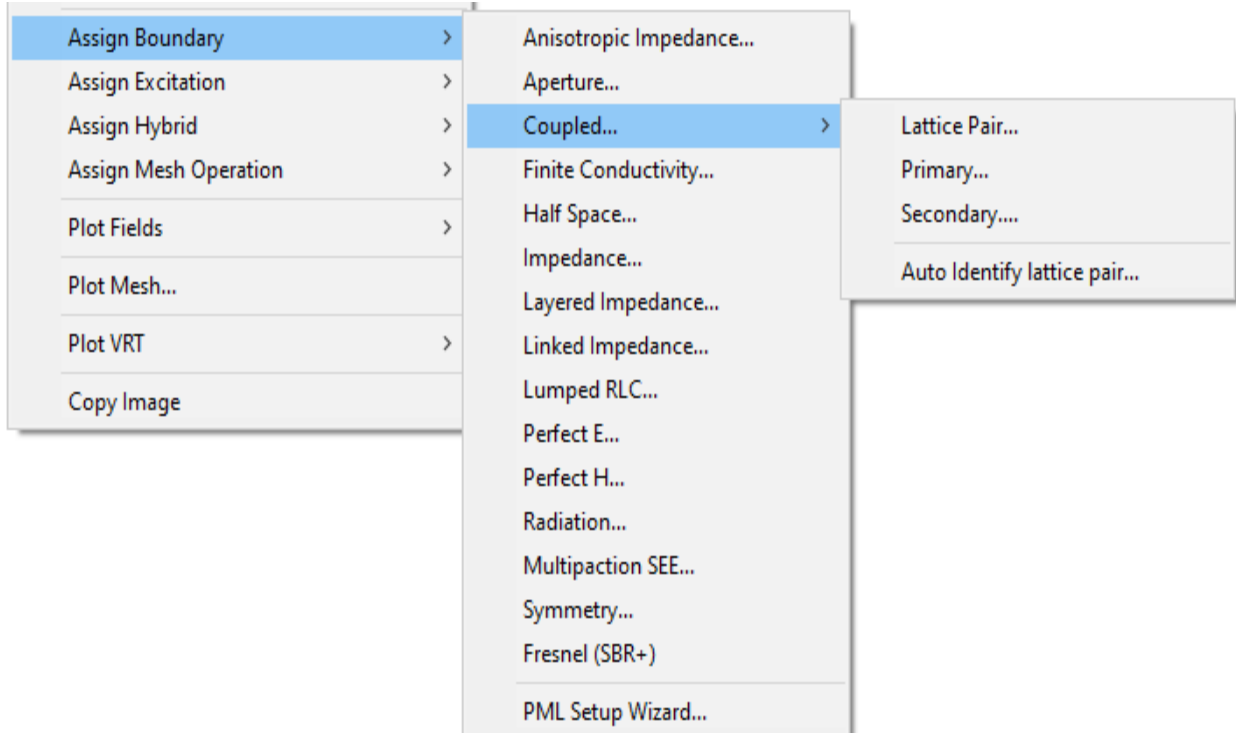 Assign Boundary
Assign Excitation
Assign Hybrid
Assign Mesh Operation
Plot Fields
Plot Mesh...
Plot VRT
Copy Image
Anisotropic Impedance...
Aperture...
Coupled...
Finite Conductivity...
Half Space...
Impedance...
Layered Impedance...
Linked Impedance...
Lumped RLC...
Perfect E...
Perfect H...
Radiation...
Multipaction SEE...
Symmetry...
Fresnel (SBR+)
PML Setup Wizard...
Lattice Pair...
Primary...
Secondary....
Auto Identify lattice pair...